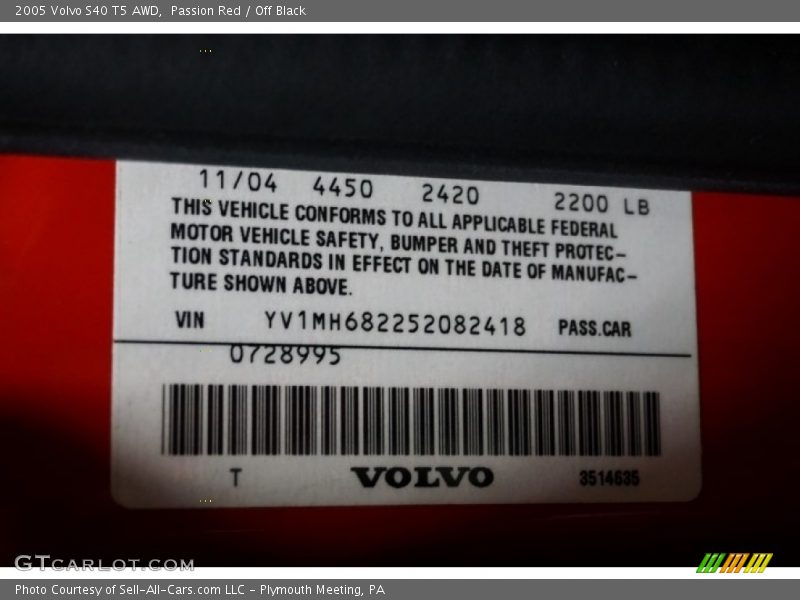 2005 Volvo S40 T5 AWD,  Passion Red / Off Black
11/04 4450 2420 2200 LB
THIS VEHICLE CONFORMS TO ALL APPLICABLE FEDERAL
MOTOR VEHICLE SAFETY, BUMPER AND THEFT PROTEC-
TION STANDARDS IN EFFECT ON THE DATE OF MANUFAC-
TURE SHOWN ABOVE.
VIN YV1MH682252082418 PASS.CAR
0728995
T VOLVO 3514635
GTCARLOT.COM
Photo Courtesy of Sell-All-Cars.com LLC - Plymouth Meeting, PA